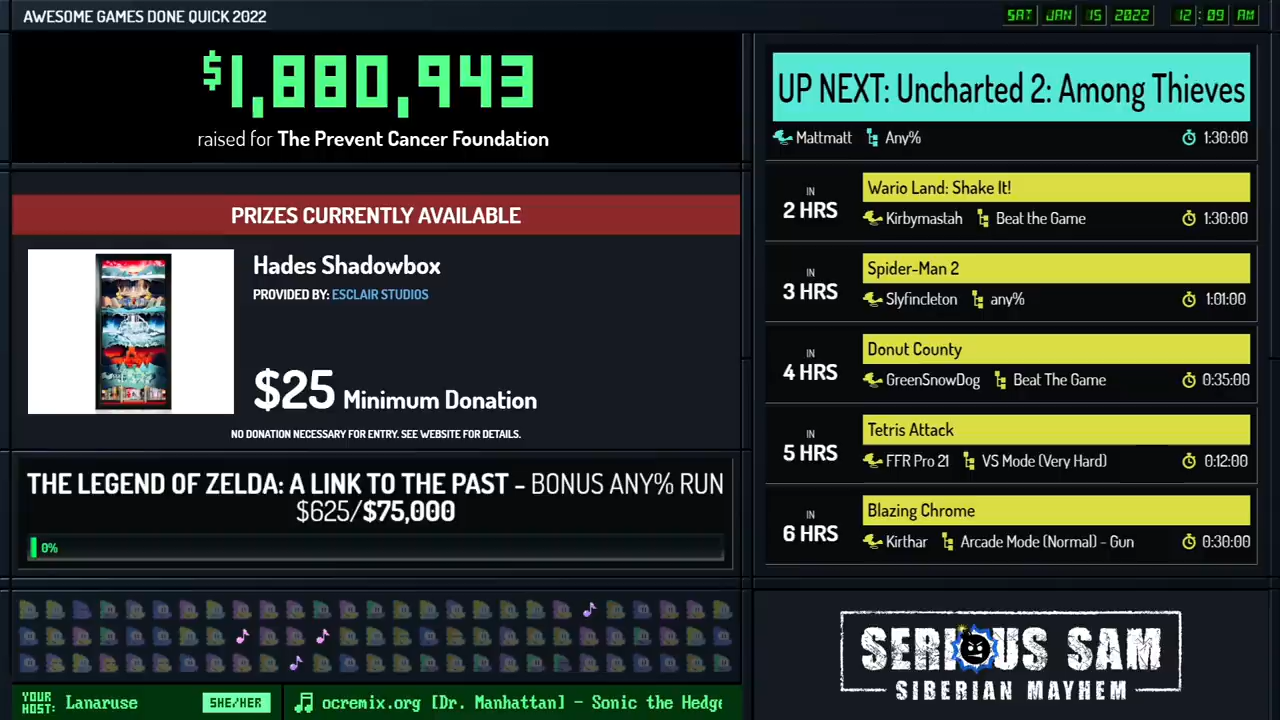 AWESOME GAMES DONE QUICK 2022
SAT JAN 15 2022 12:09 AM
$1,880,943
raised for The Prevent Cancer Foundation
PRIZES CURRENTLY AVAILABLE
Hades Shadowbox
PROVIDED BY: ESCLAIR STUDIOS
$25 Minimum Donation
NO DONATION NECESSARY FOR ENTRY. SEE WEBSITE FOR DETAILS.
THE LEGEND OF ZELDA: A LINK TO THE PAST – BONUS ANY% RUN
$625/$75,000
0%
UP NEXT: Uncharted 2: Among Thieves
Mattmatt Any% 1:30:00
IN
2 HRS
Wario Land: Shake It!
Kirbymastah Beat the Game 1:30:00
IN
3 HRS
Spider-Man 2
Slyfincleton any% 1:01:00
IN
4 HRS
Donut County
GreenSnowDog Beat The Game 0:35:00
IN
5 HRS
Tetris Attack
FFR Pro 21 VS Mode (Very Hard) 0:12:00
IN
6 HRS
Blazing Chrome
Kirthar Arcade Mode (Normal) - Gun 0:30:00
SERIOUS SAM
SIBERIAN MAYHEM
YOUR HOST: Lanaruse SHE/HER
ocremix.org [Dr. Manhattan] - Sonic the Hedge